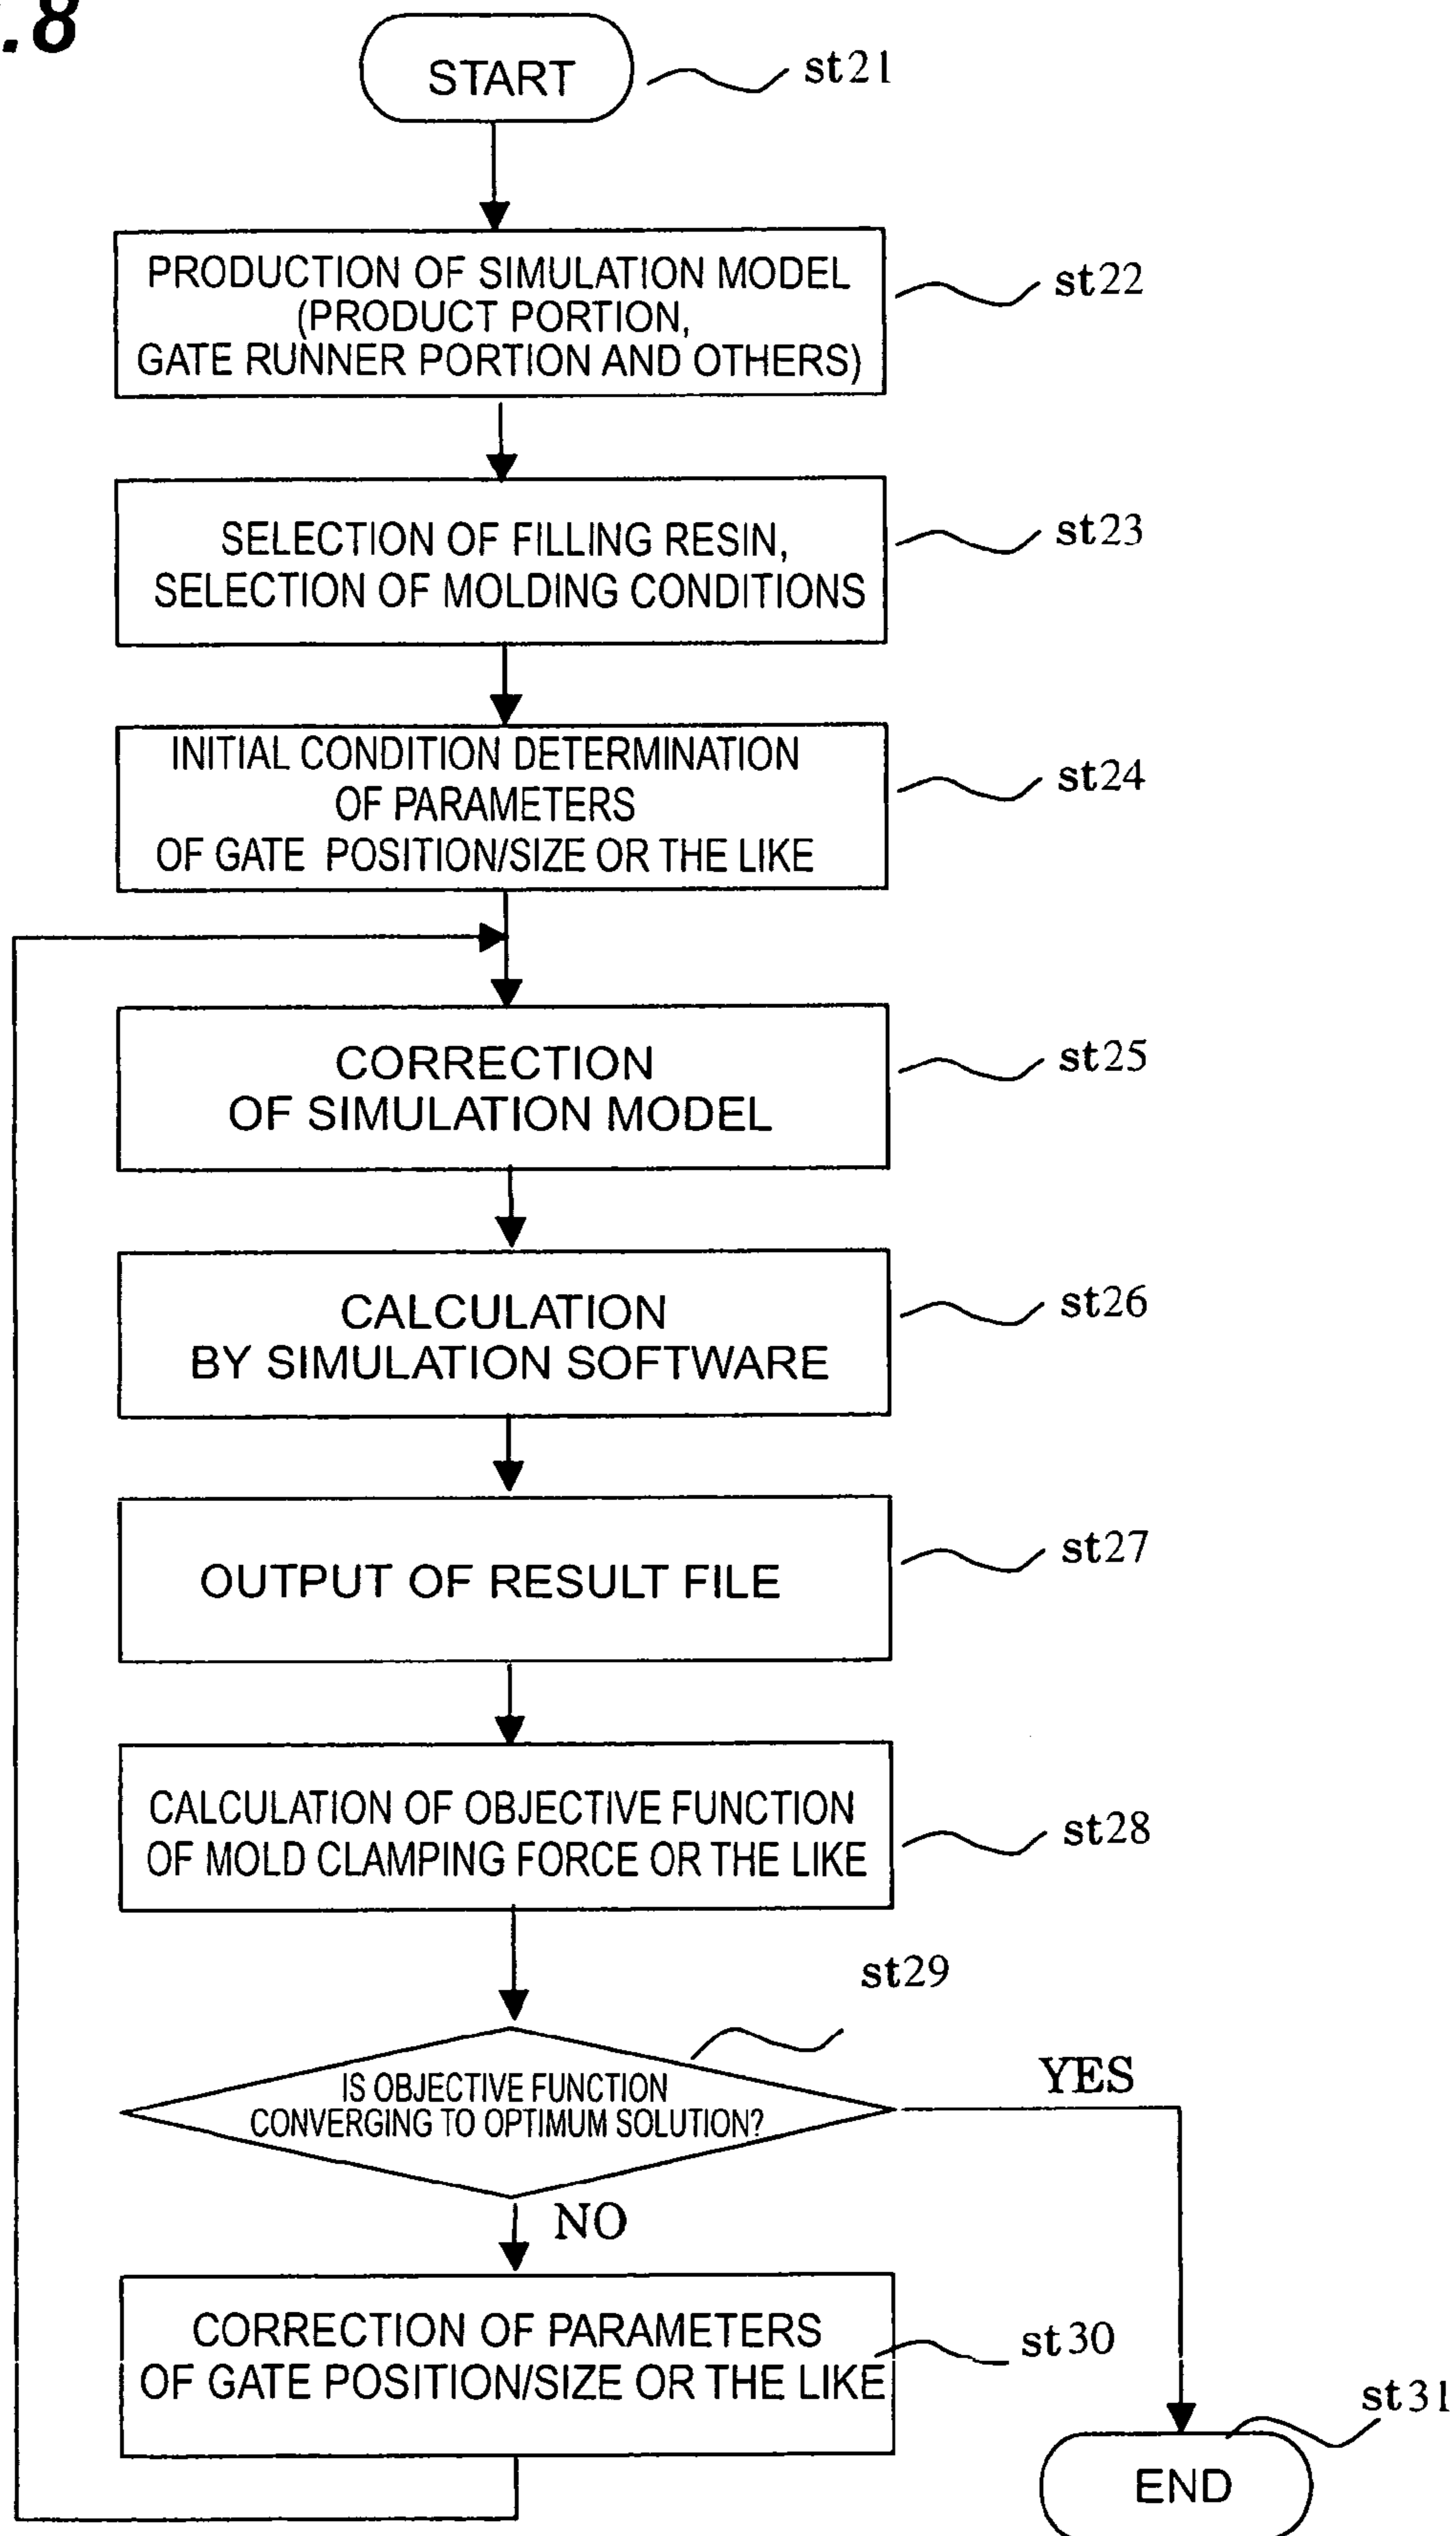 .8
START
st21
PRODUCTION OF SIMULATION MODEL
(PRODUCT PORTION,
GATE RUNNER PORTION AND OTHERS)
st22
SELECTION OF FILLING RESIN,
SELECTION OF MOLDING CONDITIONS
st23
INITIAL CONDITION DETERMINATION
OF PARAMETERS
OF GATE POSITION/SIZE OR THE LIKE
st24
CORRECTION
OF SIMULATION MODEL
st25
CALCULATION
BY SIMULATION SOFTWARE
st26
OUTPUT OF RESULT FILE
st27
CALCULATION OF OBJECTIVE FUNCTION
OF MOLD CLAMPING FORCE OR THE LIKE
st28
st29
IS OBJECTIVE FUNCTION
CONVERGING TO OPTIMUM SOLUTION?
YES
NO
CORRECTION OF PARAMETERS
OF GATE POSITION/SIZE OR THE LIKE
st30
st31
END